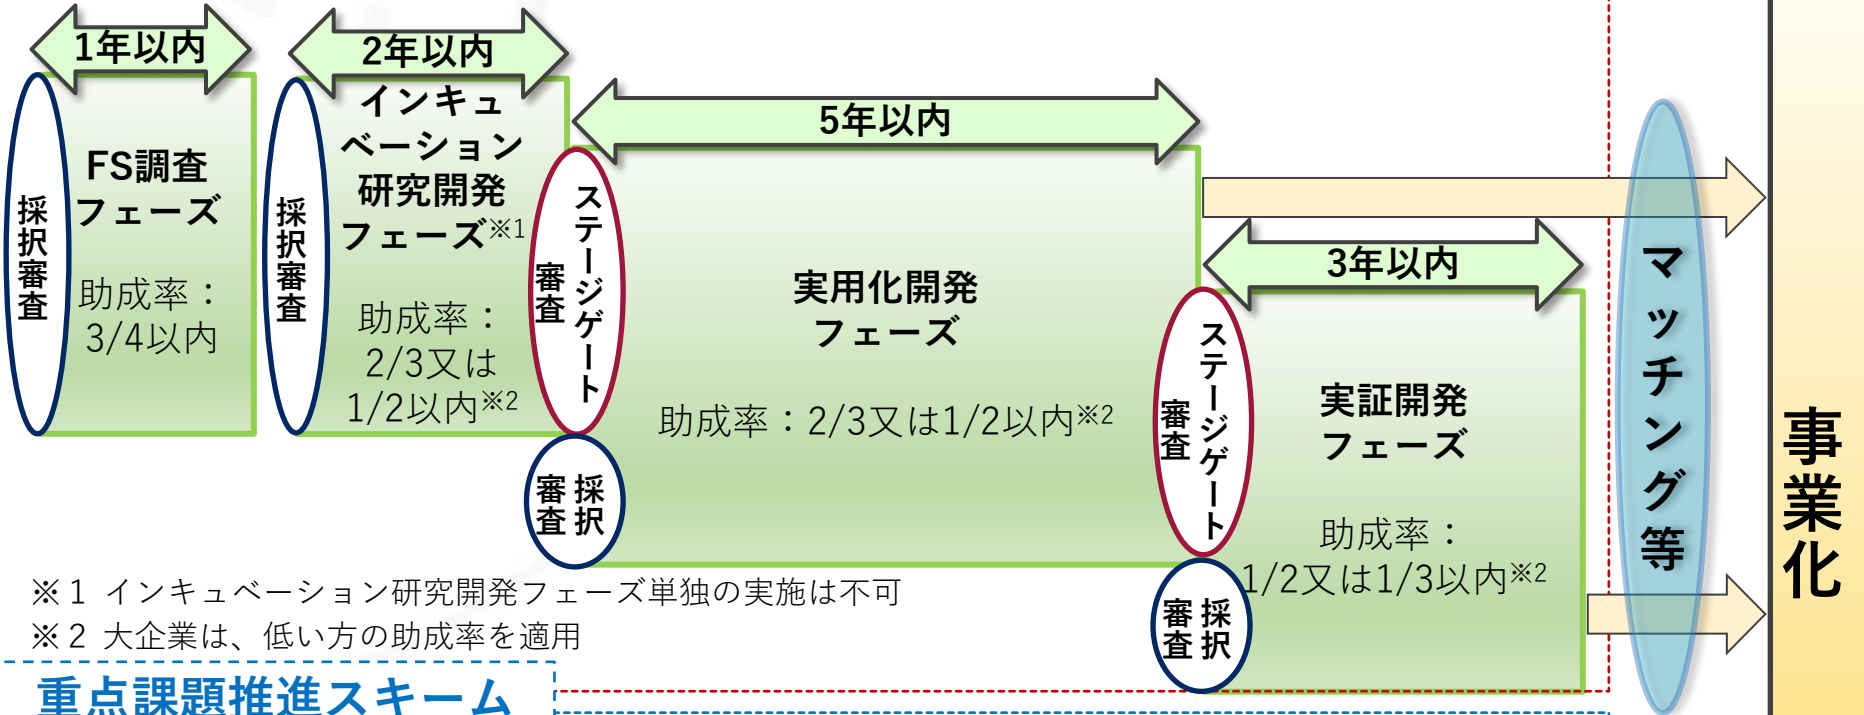 1年以内
採択審査
FS調査
フェーズ
助成率：
3/4以内
2年以内
採択審査
インキュ
ベーション
研究開発
フェーズ※1
助成率：
2/3又は
1/2以内※2
5年以内
ステージゲート
審査
採択
審査
実用化開発
フェーズ
助成率：2/3又は1/2以内※2
3年以内
ステージゲート
審査
採択
審査
実証開発
フェーズ
助成率：
1/2又は1/3以内※2
マッチング等
事業化
※１ インキュベーション研究開発フェーズ単独の実施は不可
※２ 大企業は、低い方の助成率を適用
重点課題推進スキーム